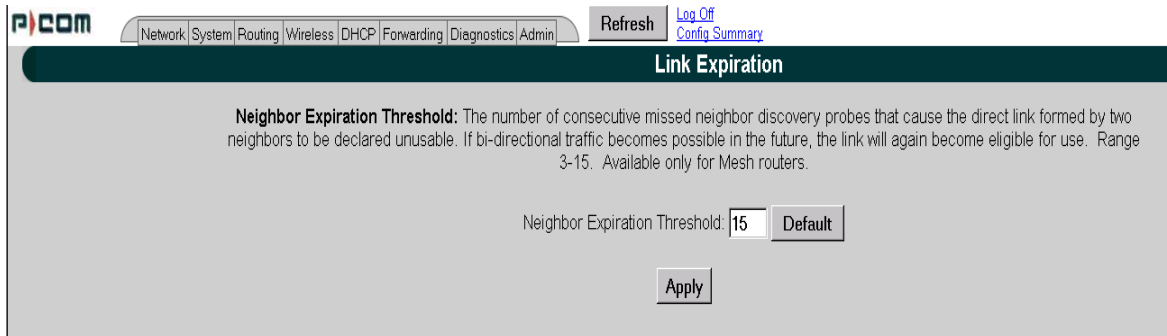 P)COM
Network System Routing Wireless DHCP Forwarding Diagnostics Admin
Refresh
Log Off
Config Summary
Link Expiration
Neighbor Expiration Threshold: The number of consecutive missed neighbor discovery probes that cause the direct link formed by two
neighbors to be declared unusable. If bi-directional traffic becomes possible in the future, the link will again become eligible for use. Range
3-15. Available only for Mesh routers.
Neighbor Expiration Threshold: 15 Default
Apply